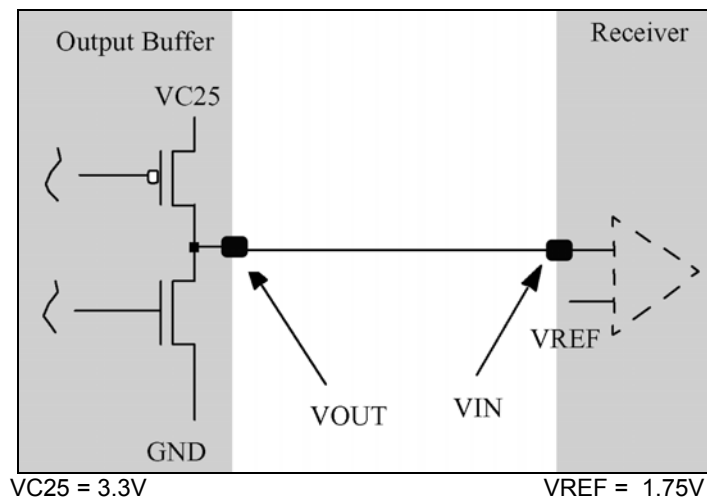 Output Buffer
Receiver
VC25
VREF
VOUT
VIN
GND
VC25 = 3.3V
VREF = 1.75V